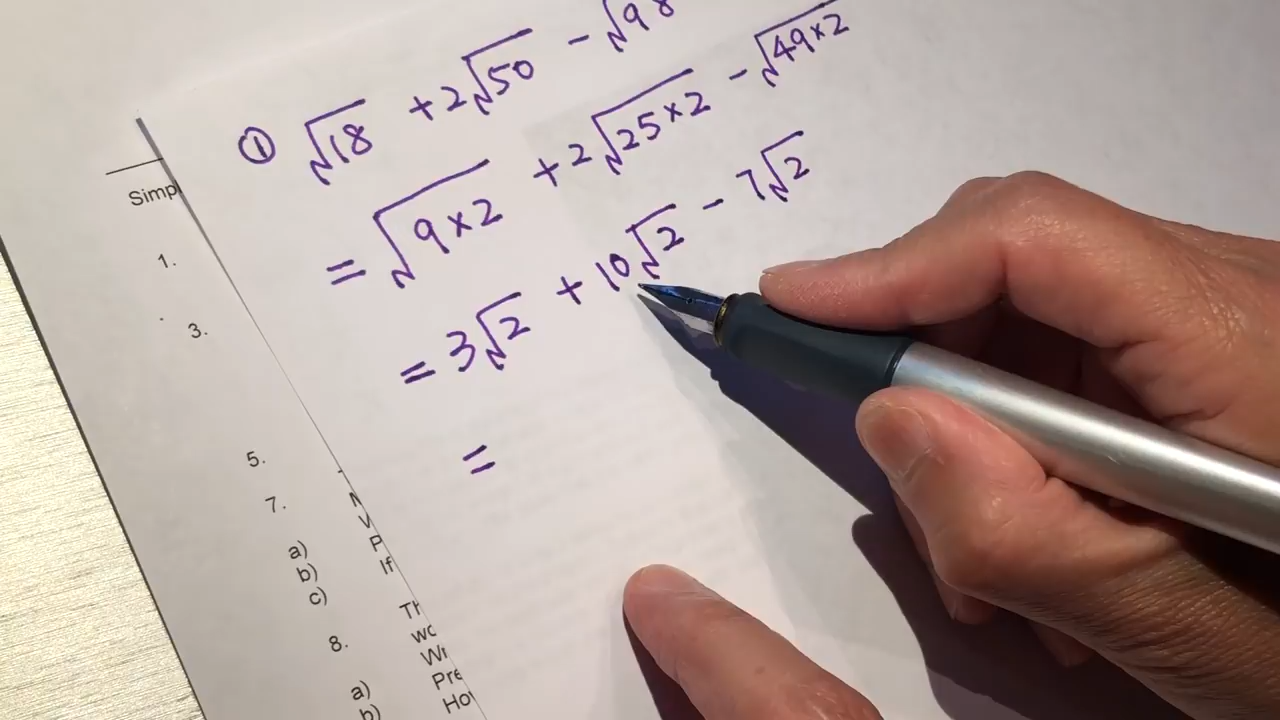 ① √18 + 2√50 - √98
= √9×2 + 2√25×2 - √49×2
= 3√2 + 10√2 - 7√2
=
1.
3.
5.
7.
a)
b)
c)
If
8.
a)
b)